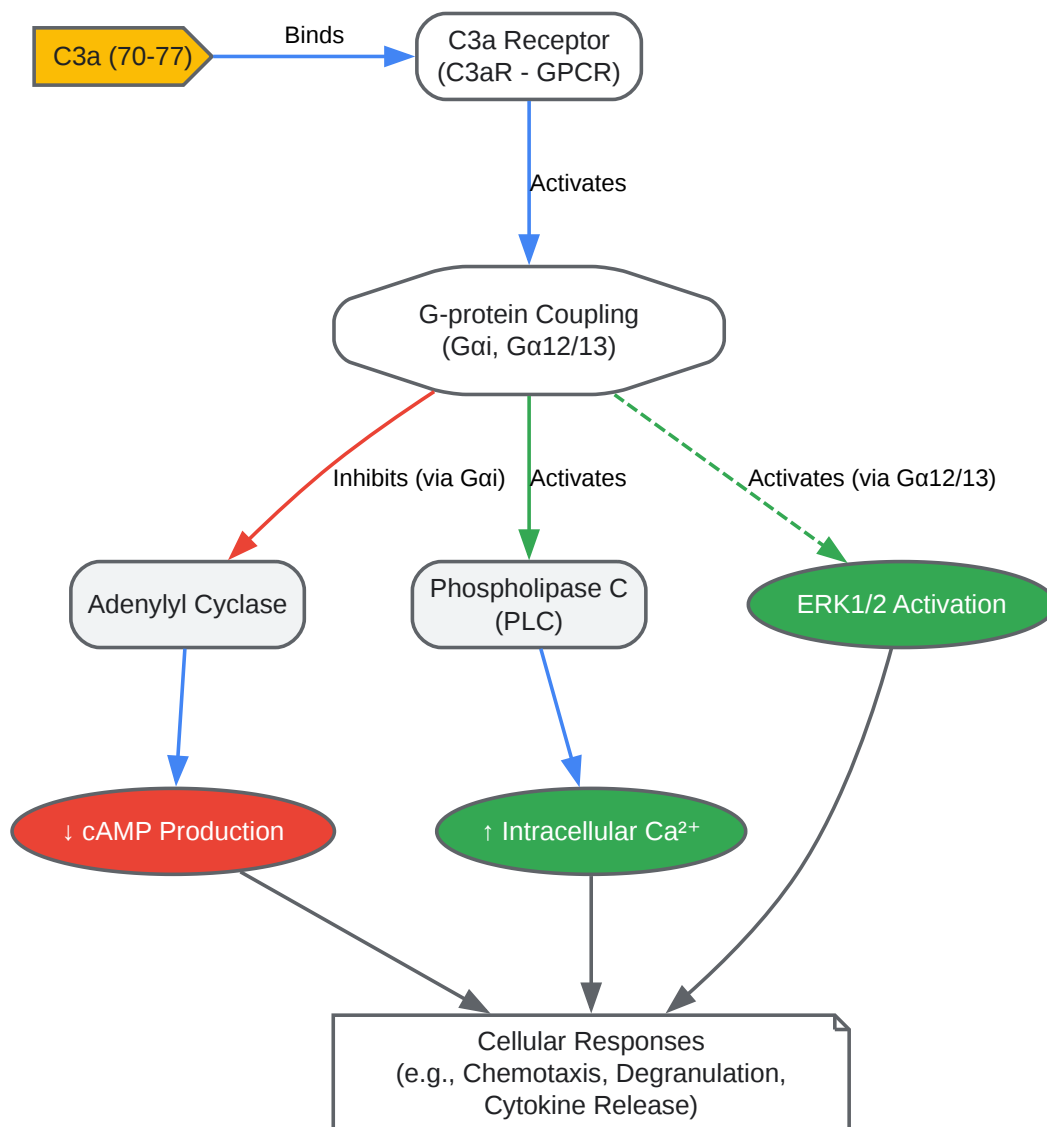 C3a (70-77)
Binds
C3a Receptor
(C3aR - GPCR)
Activates
G-protein Coupling
(Gαi, Gα12/13)
Inhibits (via Gαi)
Activates
Activates (via Gα12/13)
Adenylyl Cyclase
Phospholipase C
(PLC)
ERK1/2 Activation
↓ cAMP Production
↑ Intracellular Ca²⁺
Cellular Responses
(e.g., Chemotaxis, Degranulation,
Cytokine Release)